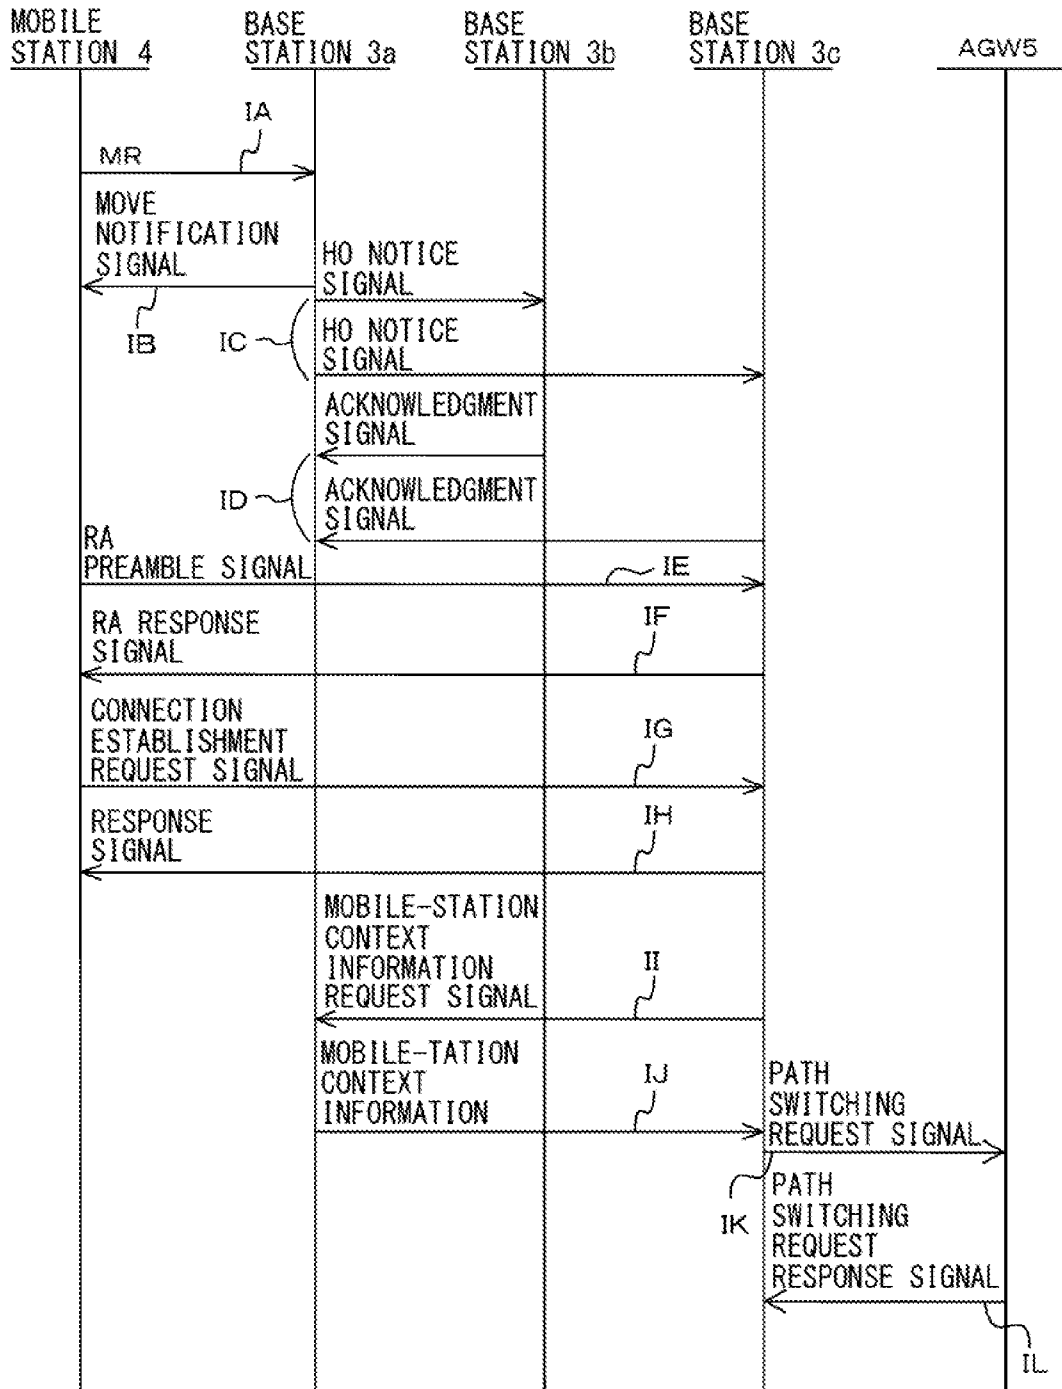 MOBILE
STATION 4
BASE
STATION 3a
BASE
STATION 3b
BASE
STATION 3c
AGW5
IA
MR
MOVE
NOTIFICATION
SIGNAL
IB
HO NOTICE
SIGNAL
IC
HO NOTICE
SIGNAL
ACKNOWLEDGMENT
SIGNAL
ID
ACKNOWLEDGMENT
SIGNAL
RA
PREAMBLE SIGNAL
IE
RA RESPONSE
SIGNAL
IF
CONNECTION
ESTABLISHMENT
REQUEST SIGNAL
IG
RESPONSE
SIGNAL
IH
MOBILE-STATION
CONTEXT
INFORMATION
REQUEST SIGNAL
II
MOBILE-TATION
CONTEXT
INFORMATION
IJ
PATH
SWITCHING
REQUEST SIGNAL
IK
PATH
SWITCHING
REQUEST
RESPONSE SIGNAL
IL